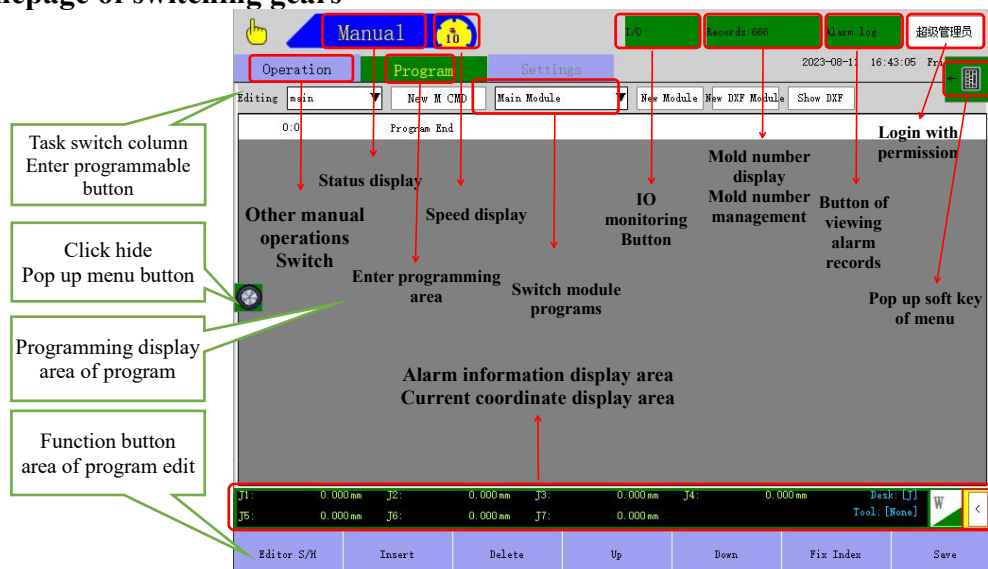 epage of switching gears
Manual
10
I/O
Records:666
Alarm log
超级管理员
Operation
Program
Settings
2023-08-11 16:43:05 Fri
Editing
main
New M CMD
Main Module
New Module
New DXF Module
Show DXF
0:0
Program End
Task switch column
Enter programmable
button
Click hide
Pop up menu button
Programming display
area of program
Function button
area of program edit
Status display
Speed display
Other manual
operations
Switch
Enter programming
area
Switch module
programs
IO
monitoring
Button
Mold number
display
Mold number
management
Button of
viewing
alarm
records
Login with
permission
Pop up soft key
of menu
Alarm information display area
Current coordinate display area
J1: 0.000 mm J2: 0.000 mm J3: 0.000 mm J4: 0.000 mm Desk: [J]
J5: 0.000 mm J6: 0.000 mm J7: 0.000 mm Tool: [None]
W
<
Editor S/H Insert Delete Up Down Fix Index Save